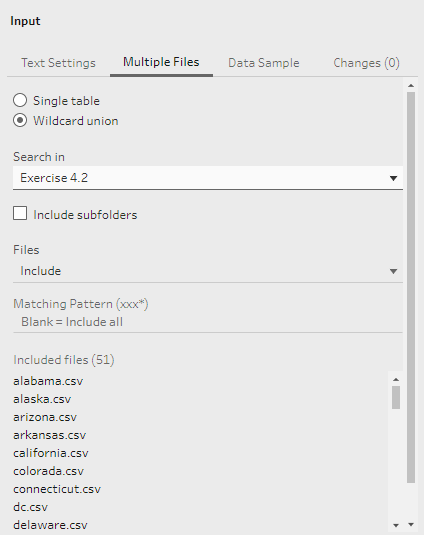 Input
Text Settings Multiple Files Data Sample Changes (0)
Single table
Wildcard union
Search in
Exercise 4.2
Include subfolders
Files
Include
Matching Pattern (xxx*)
Blank = Include all
Included files (51)
alabama.csv
alaska.csv
arizona.csv
arkansas.csv
california.csv
colorada.csv
connecticut.csv
dc.csv
delaware.csv